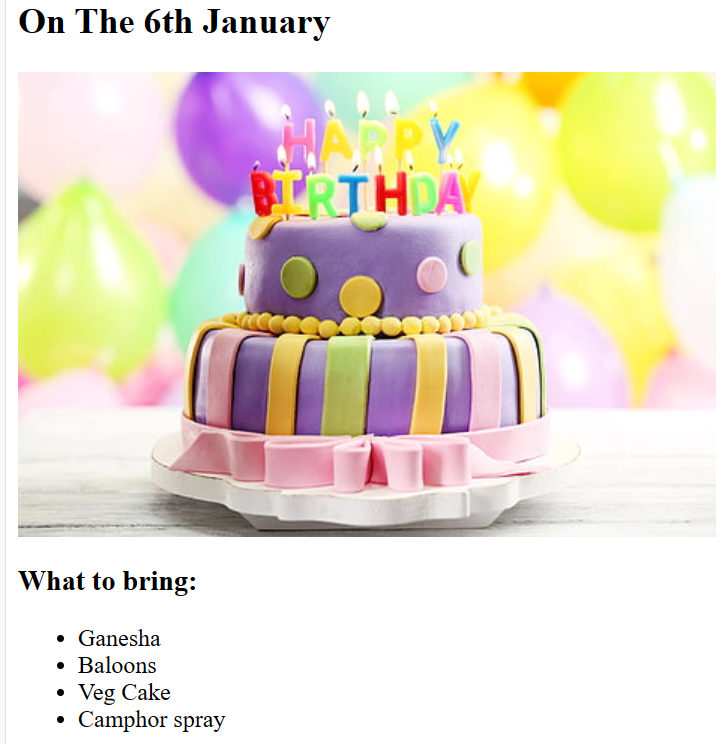 On The 6th January
HAPPY
BIRTHDAY
What to bring:
Ganesha
Baloons
Veg Cake
Camphor spray